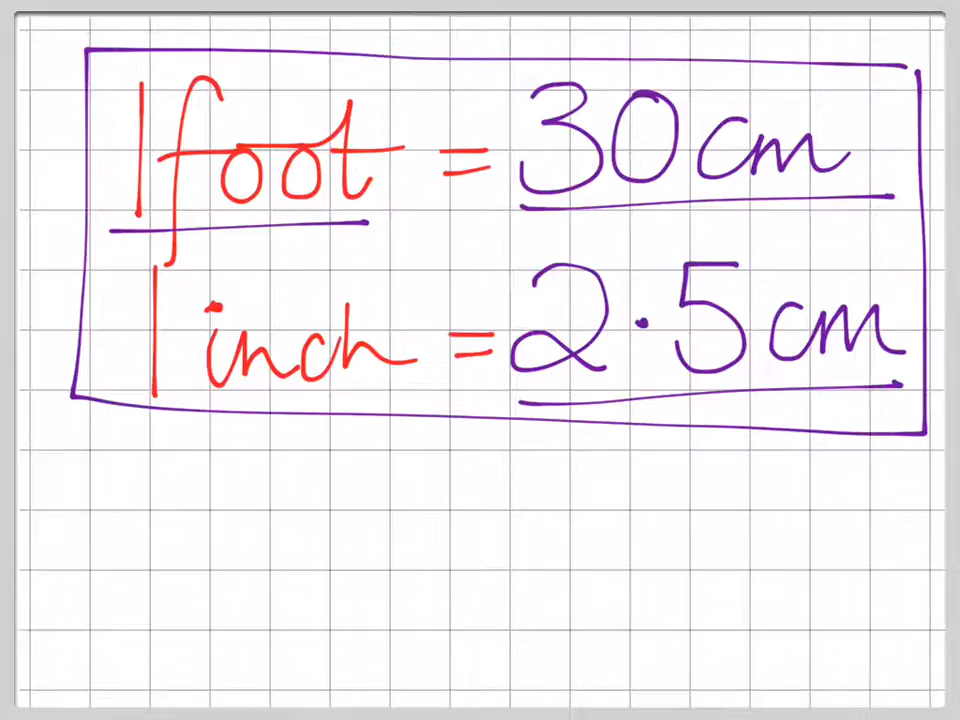 1 foot = 30 cm
1 inch = 2.5 cm